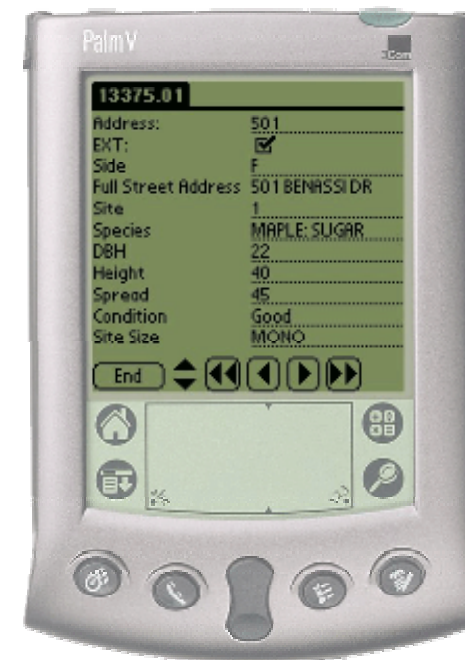 Palm V
3Com
13375.01
Address: 501
EXT:
Side F
Full Street Address 501 BENASSI DR
Site 1
Species MAPLE: SUGAR
DBH 22
Height 40
Spread 45
Condition Good
Site Size MONO
End